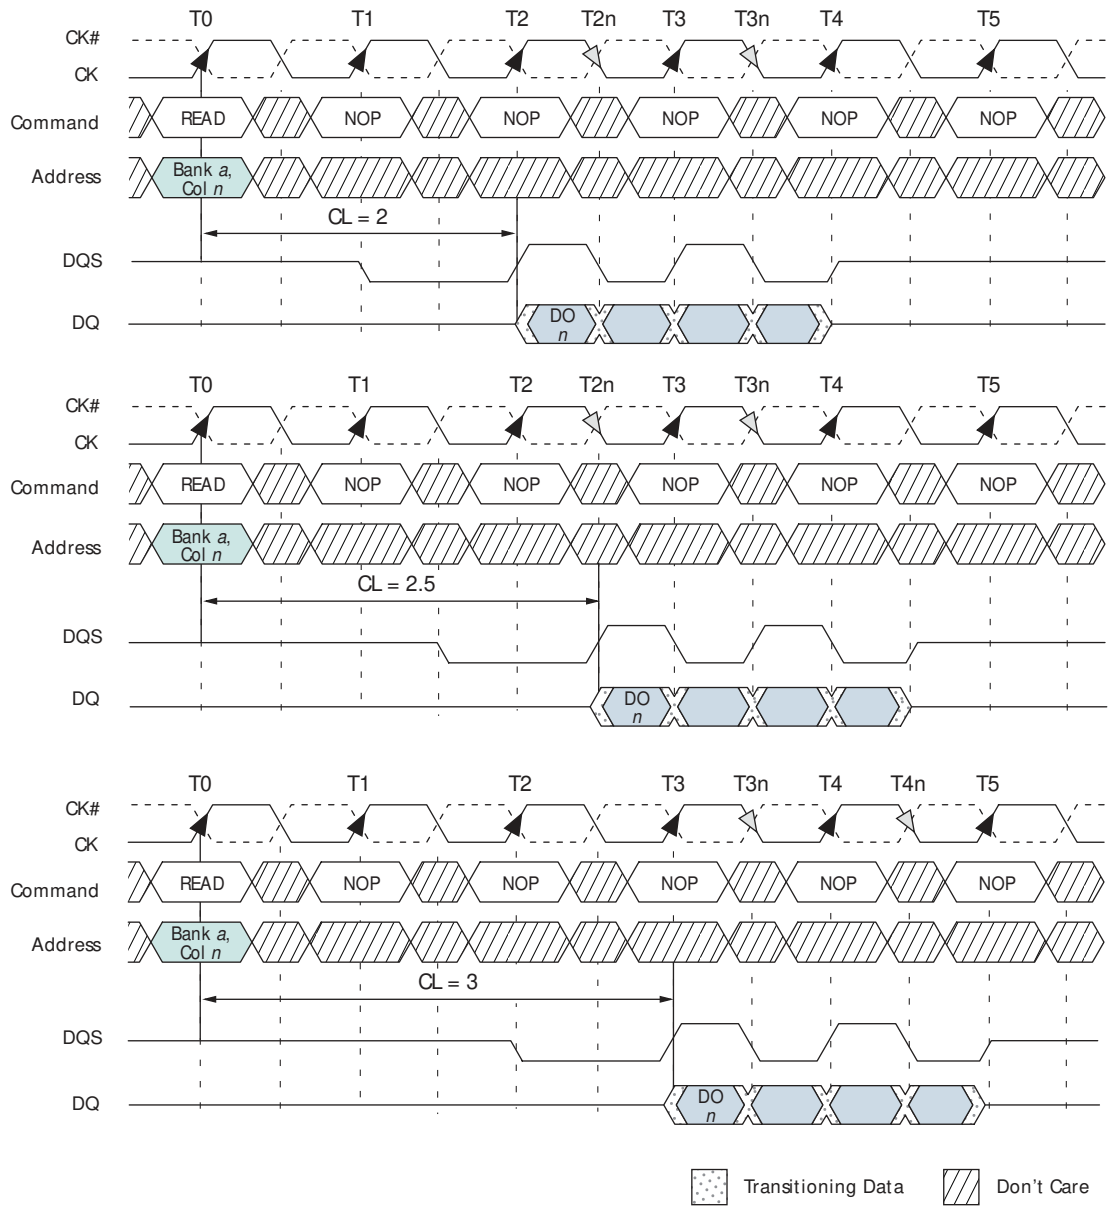 T0 T1 T2 T2n T3 T3n T4 T5
CK#
CK
Command READ NOP NOP NOP NOP NOP
Address Bank a,
Col n
CL = 2
DQS
DQ DO
n
T0 T1 T2 T2n T3 T3n T4 T5
CK#
CK
Command READ NOP NOP NOP NOP NOP
Address Bank a,
Col n
CL = 2.5
DQS
DQ DO
n
T0 T1 T2 T3 T3n T4 T4n T5
CK#
CK
Command READ NOP NOP NOP NOP NOP
Address Bank a,
Col n
CL = 3
DQS
DQ DO
n
Transitioning Data Don't Care